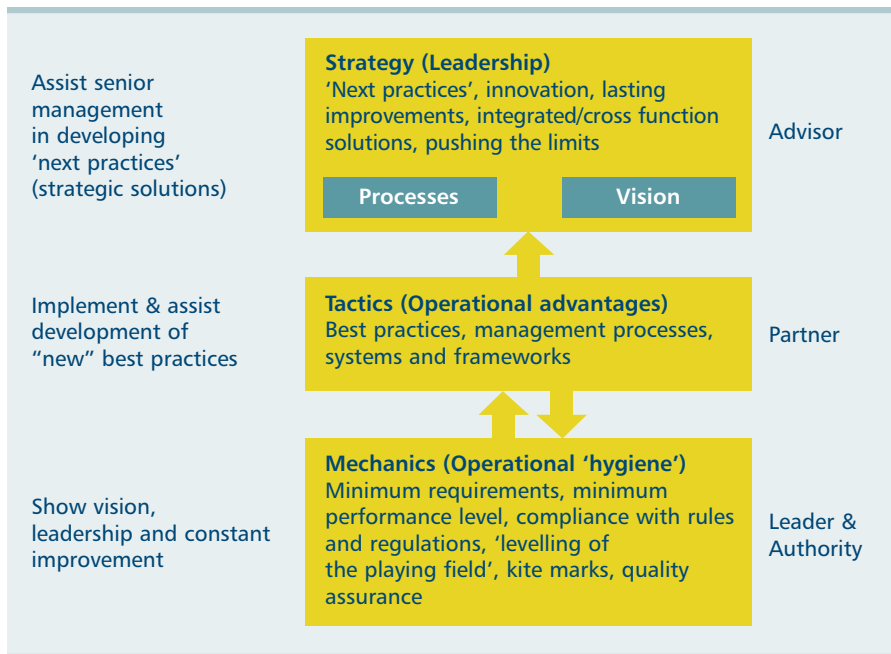 Assist senior
management
in developing
‘next practices’
(strategic solutions)
Strategy (Leadership)
‘Next practices’, innovation, lasting
improvements, integrated/cross function
solutions, pushing the limits
Processes
Vision
Advisor
Implement & assist
development of
“new” best practices
Tactics (Operational advantages)
Best practices, management processes,
systems and frameworks
Partner
Show vision,
leadership and constant
improvement
Mechanics (Operational ‘hygiene’)
Minimum requirements, minimum
performance level, compliance with rules
and regulations, ‘levelling of
the playing field’, kite marks, quality
assurance
Leader &
Authority